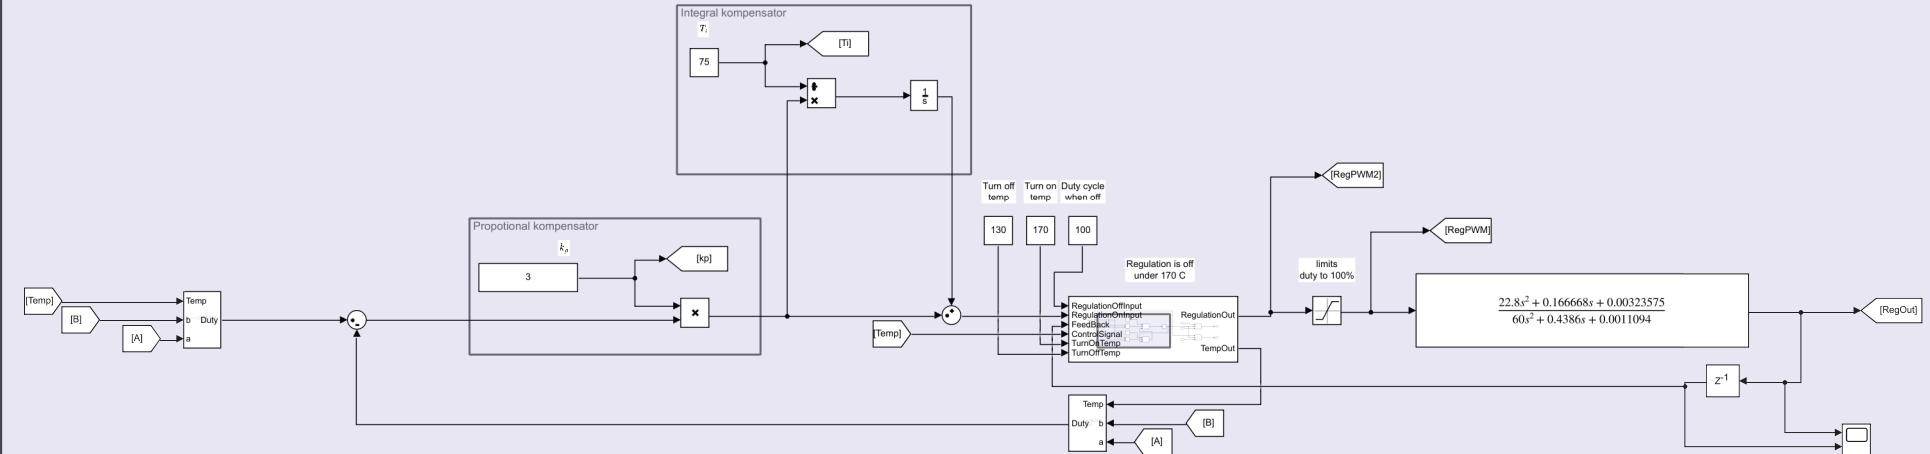 Integral kompensator
Ti
75
[Ti]
1
s
Propotional kompensator
kp
3
[kp]
Turn off
temp
Turn on
temp
Duty cycle
when off
130
170
100
Regulation is off
under 170 C
limits
duty to 100%
[RegPWM2]
[RegPWM]
[Temp]
[B]
[A]
Temp
b Duty
a
[Temp]
RegulationOffInput
RegulationOnInput
FeedBack
ControlSignal
TurnOnTemp
TurnOffTemp
RegulationOut
TempOut
22.8s² + 0.166668s + 0.00323575
60s² + 0.4386s + 0.0011094
[RegOut]
Z-1
Temp
Duty b
a
[B]
[A]